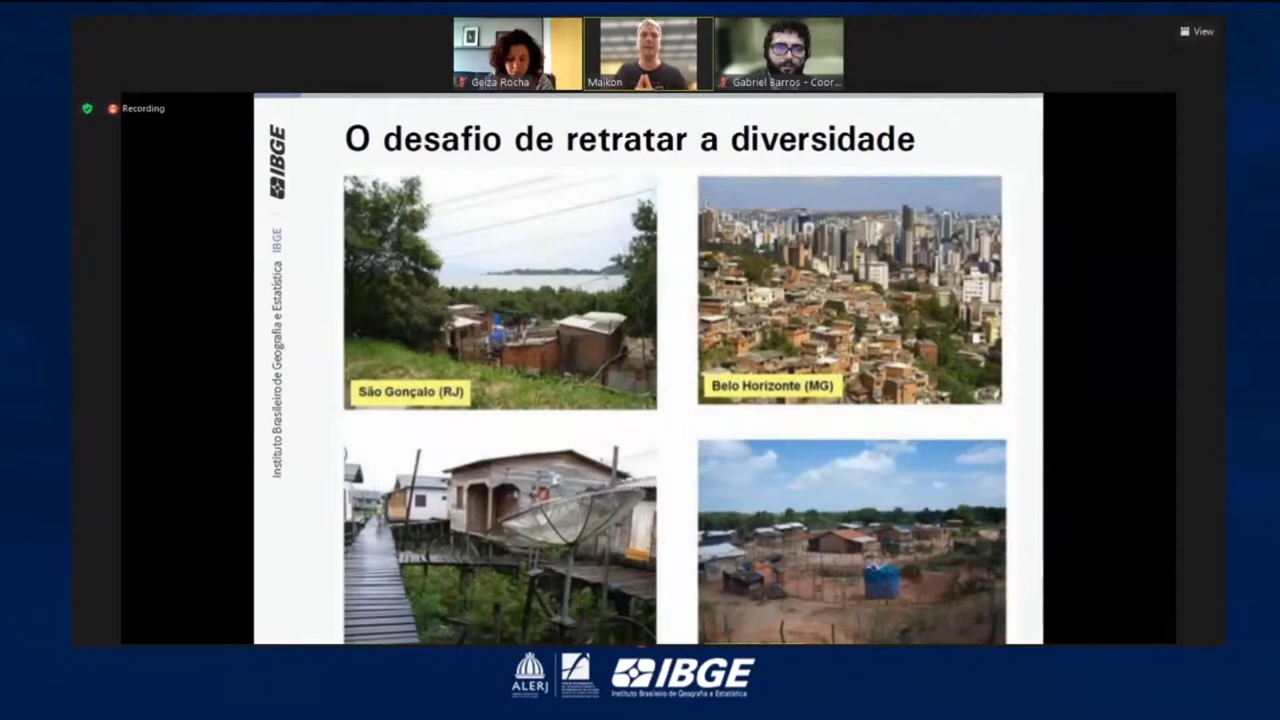 View
Geiza Rocha
Maikon
Gabriel Barros - Coor...
Recording
IBGE
Instituto Brasileiro de Geografia e Estatística IBGE
O desafio de retratar a diversidade
São Gonçalo (RJ)
Belo Horizonte (MG)
ALERJ
IBGE
Instituto Brasileiro de Geografia e Estatística